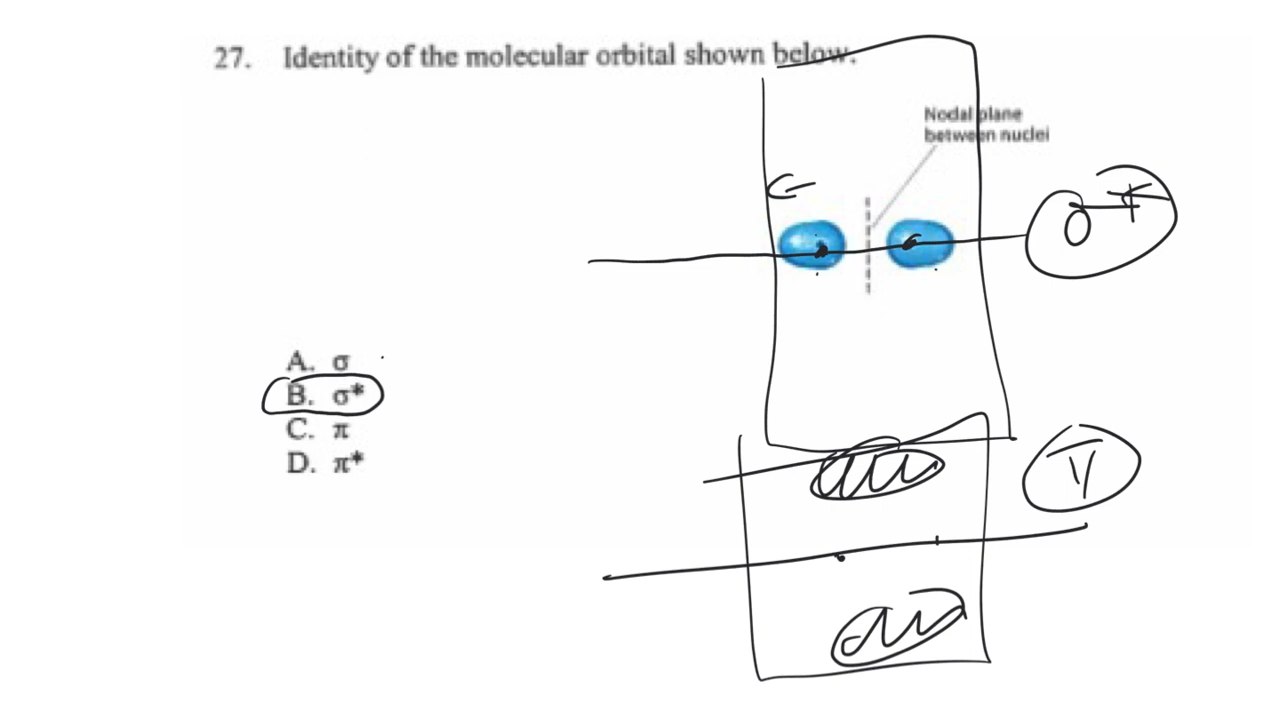 27. Identity of the molecular orbital shown below.
Nodal plane
between nuclei
σ*
A. σ
B. σ*
C. π
D. π*
π